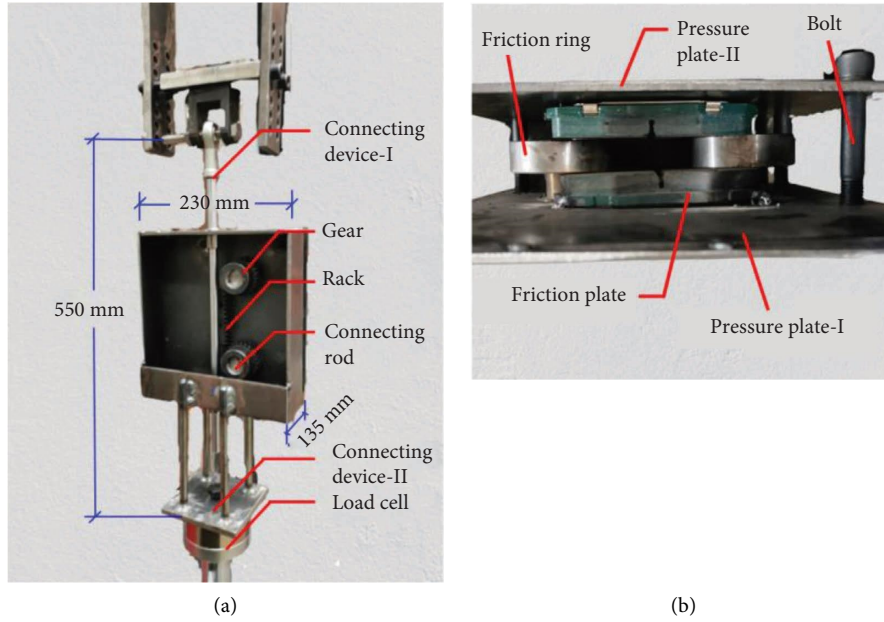 Connecting
device-I
230 mm
Gear
Rack
550 mm
Connecting
rod
135 mm
Connecting
device-II
Load cell
(a)
Friction ring
Pressure
plate-II
Bolt
Friction plate
Pressure plate-I
(b)